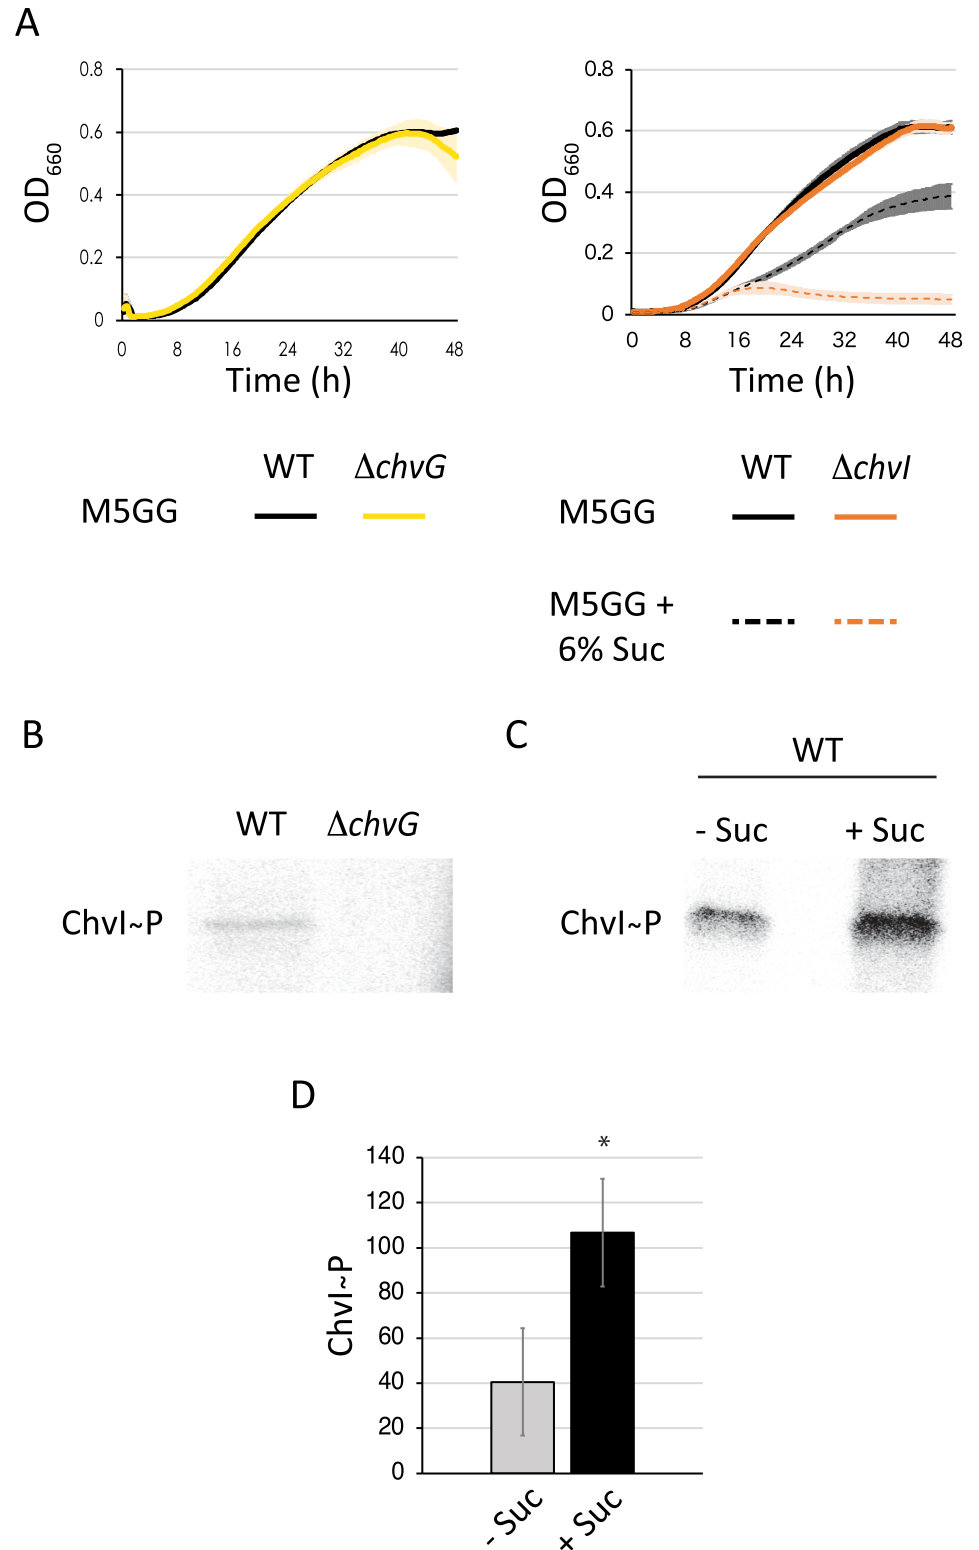 A
0.8 0.6 0.4 0.2 0
OD660
0 8 16 24 32 40 48
Time (h)
0.8 0.6 0.4 0.2 0
OD660
0 8 16 24 32 40 48
Time (h)
WT ΔchvG
M5GG
WT ΔchvI
M5GG
M5GG +
6% Suc
B
WT ΔchvG
ChvI~P
C
WT
- Suc + Suc
ChvI~P
D
*
140
120
100
80
60
40
20
0
ChvI~P
- Suc + Suc